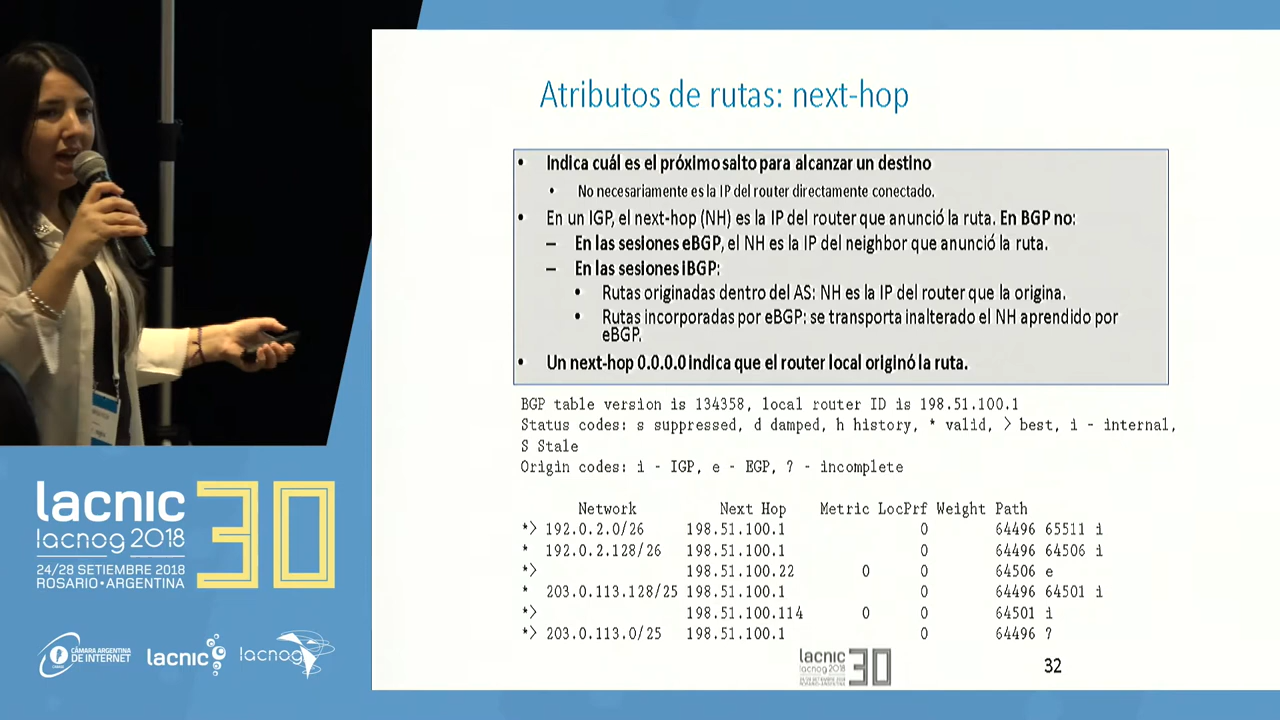 Atributos de rutas: next-hop
• Indica cuál es el próximo salto para alcanzar un destino
• No necesariamente es la IP del router directamente conectado.
• En un IGP, el next-hop (NH) es la IP del router que anunció la ruta. En BGP no:
– En las sesiones eBGP, el NH es la IP del neighbor que anunció la ruta.
– En las sesiones iBGP:
• Rutas originadas dentro del AS: NH es la IP del router que la origina.
• Rutas incorporadas por eBGP: se transporta inalterado el NH aprendido por
eBGP.
• Un next-hop 0.0.0.0 indica que el router local originó la ruta.
BGP table version is 134358, local router ID is 198.51.100.1
Status codes: s suppressed, d damped, h history, * valid, > best, i - internal,
S Stale
Origin codes: i - IGP, e - EGP, ? - incomplete
Network Next Hop Metric LocPrf Weight Path
*> 192.0.2.0/26 198.51.100.1 0 64496 65511 i
* 192.0.2.128/26 198.51.100.1 0 64496 64506 i
*> 198.51.100.22 0 0 64506 e
* 203.0.113.128/25 198.51.100.1 0 64496 64501 i
*> 198.51.100.114 0 0 64501 i
*> 203.0.113.0/25 198.51.100.1 0 64496 ?
lacnic 30
lacnog 2018
32
lacnic 30
lacnog 2018
24/28 SETIEMBRE 2018
ROSARIO • ARGENTINA
CÁMARA ARGENTINA
DE INTERNET
lacnic
lacnog